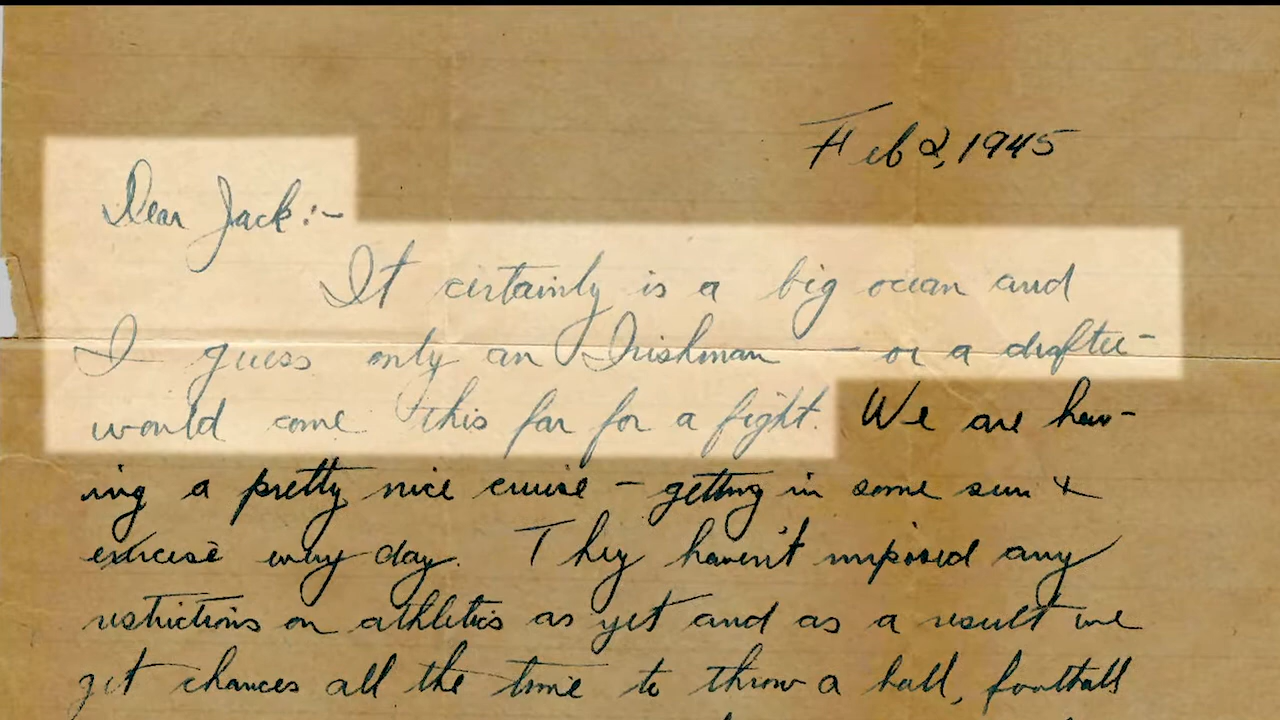 Feb 2, 1945
Dear Jack:-
It certainly is a big ocean and
I guess only an Irishman - or a draftee -
would come this far for a fight. We are hav-
ing a pretty nice cruise - getting in some sun &
exercise every day. They haven't imposed any
restrictions on athletics as yet and as a result we
get chances all the time to throw a ball, football